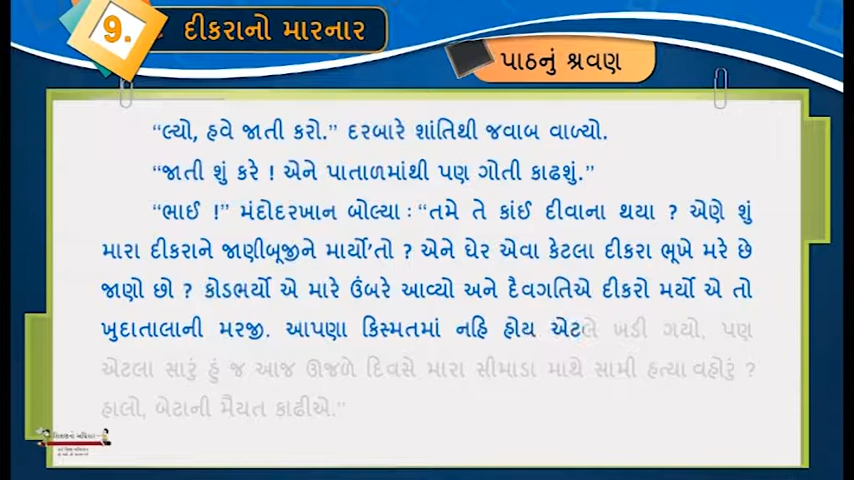 9. દીકરાનો મારનાર
પાઠનું શ્રવણ
“લ્યો, હવે જાતી કરો.” દરબારે શાંતિથી જવાબ વાળ્યો.
“જાતી શું કરે ! એને પાતાળમાંથી પણ ગોતી કાઢશું.”
“ભાઈ !” મંદોદરખાન બોલ્યા : “તમે તે કાંઈ દીવાના થયા ? એણે શું
મારા દીકરાને જાણીબૂજીને માર્યો’તો ? એને ઘેર એવા કેટલા દીકરા ભૂખે મરે છે
જાણો છો ? કોડભર્યો એ મારે ઉંબરે આવ્યો અને દૈવગતિએ દીકરો મર્યો એ તો
ખુદાતાલાની મરજી. આપણા કિસ્મતમાં નહિ હોય એટલે ખડી ગયો, પણ
એટલા સારું હું જ આજ ઊજળે દિવસે મારા સીમાડા માથે સામી હત્યા વહોરું ?
હાલો, બેટાની મૈયત કાઢીએ.”